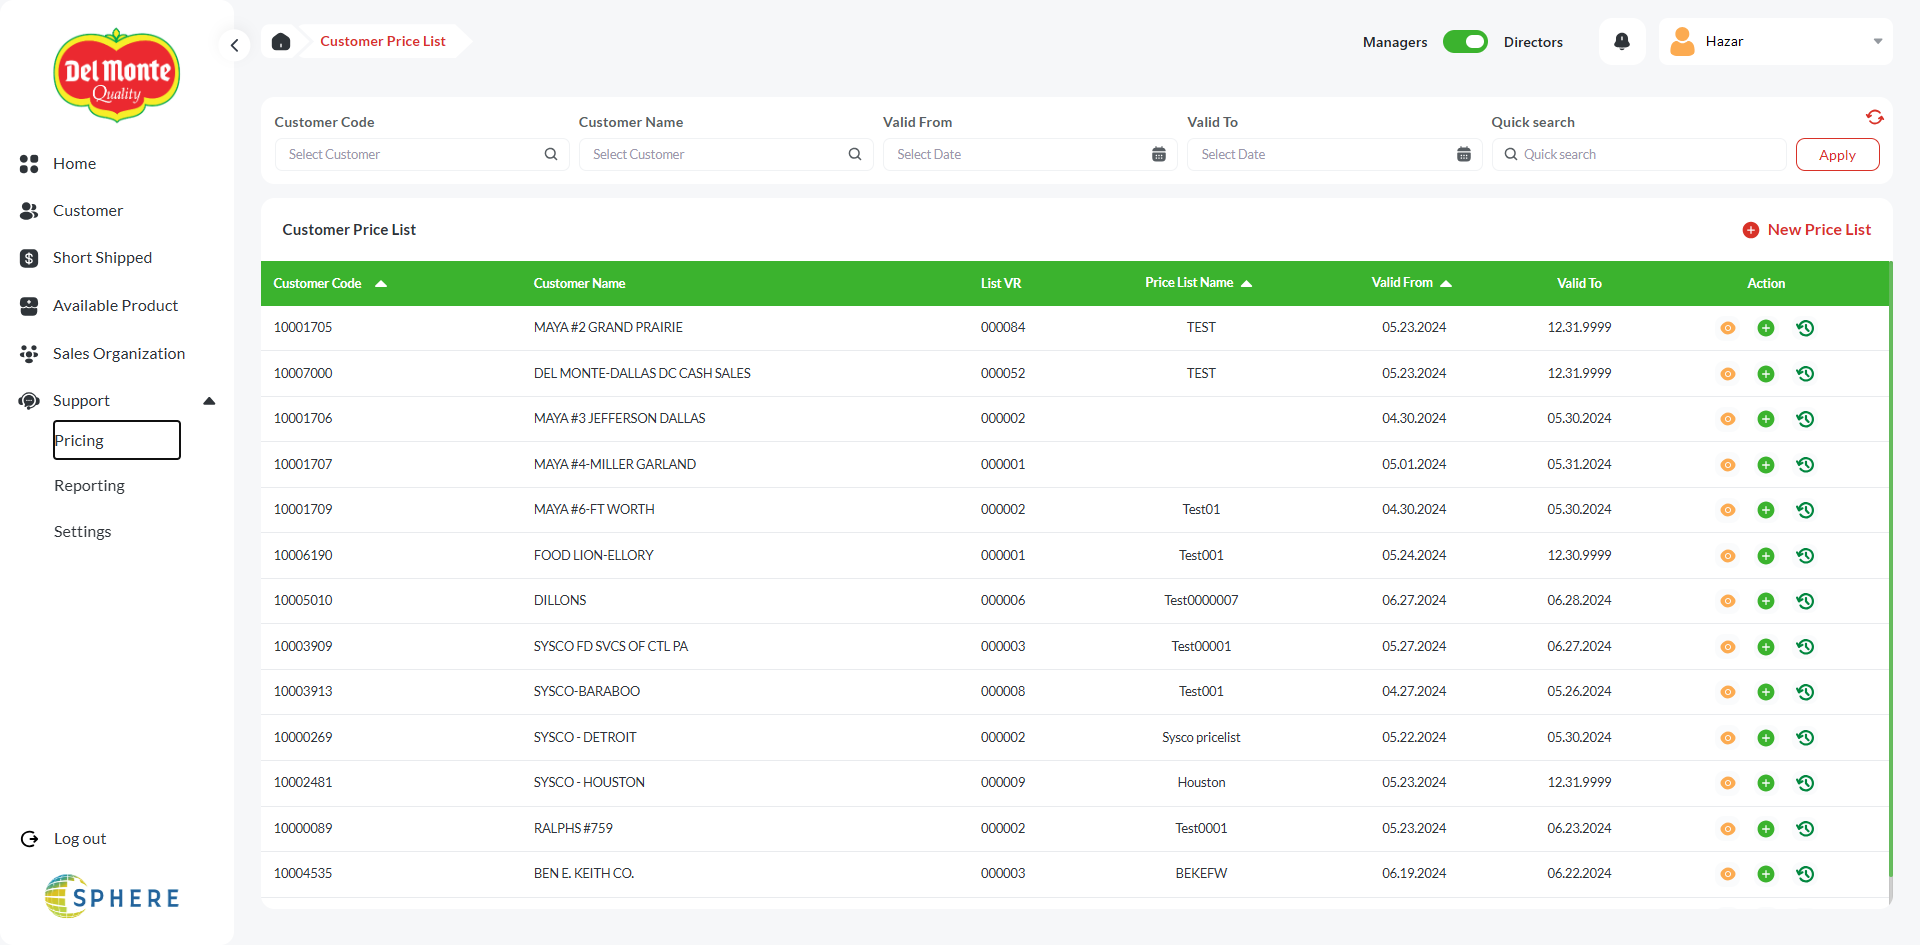 Del Monte
Quality
Customer Price List
Managers
Directors
Hazar
Home
Customer
Short Shipped
Available Product
Sales Organization
Support
Pricing
Reporting
Settings
Log out
SPHERE
Customer Code Customer Name Valid From Valid To Quick search
Select Customer Select Customer Select Date Select Date Quick search Apply
Customer Price List New Price List
Customer Code Customer Name List VR Price List Name Valid From Valid To Action
10001705 MAYA #2 GRAND PRAIRIE 000084 TEST 05.23.2024 12.31.9999
10007000 DEL MONTE-DALLAS DC CASH SALES 000052 TEST 05.23.2024 12.31.9999
10001706 MAYA #3 JEFFERSON DALLAS 000002 04.30.2024 05.30.2024
10001707 MAYA #4-MILLER GARLAND 000001 05.01.2024 05.31.2024
10001709 MAYA #6-FT WORTH 000002 Test01 04.30.2024 05.30.2024
10006190 FOOD LION-ELLORY 000001 Test001 05.24.2024 12.30.9999
10005010 DILLONS 000006 Test0000007 06.27.2024 06.28.2024
10003909 SYSCO FD SVCS OF CTL PA 000003 Test00001 05.27.2024 06.27.2024
10003913 SYSCO-BARABOO 000008 Test001 04.27.2024 05.26.2024
10000269 SYSCO - DETROIT 000002 Sysco pricelist 05.22.2024 05.30.2024
10002481 SYSCO - HOUSTON 000009 Houston 05.23.2024 12.31.9999
10000089 RALPHS #759 000002 Test0001 05.23.2024 06.23.2024
10004535 BEN E. KEITH CO. 000003 BEKEFW 06.19.2024 06.22.2024